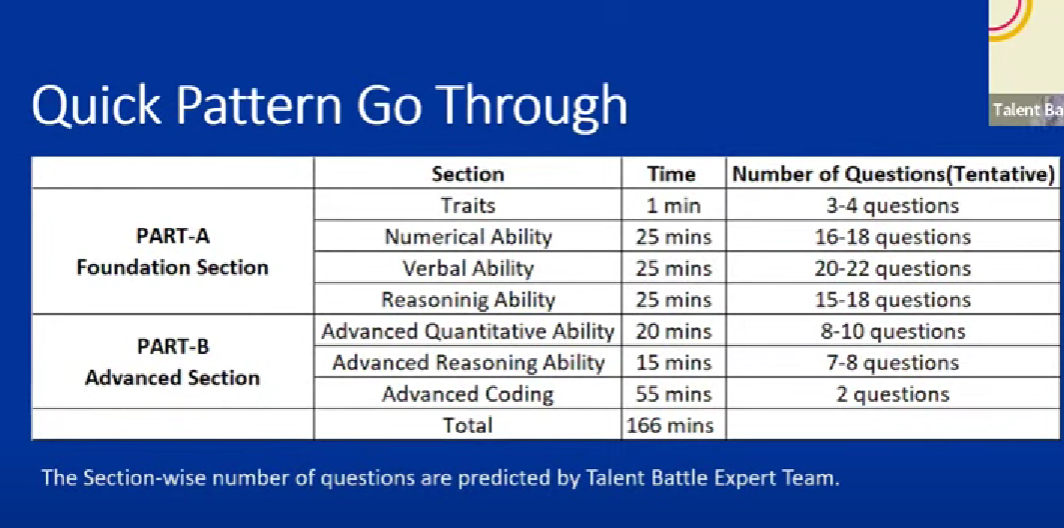 Talent Ba
Quick Pattern Go Through
Section Time Number of Questions(Tentative)
PART-A
Foundation Section
Traits 1 min 3-4 questions
Numerical Ability 25 mins 16-18 questions
Verbal Ability 25 mins 20-22 questions
Reasoninig Ability 25 mins 15-18 questions
PART-B
Advanced Section
Advanced Quantitative Ability 20 mins 8-10 questions
Advanced Reasoning Ability 15 mins 7-8 questions
Advanced Coding 55 mins 2 questions
Total 166 mins
The Section-wise number of questions are predicted by Talent Battle Expert Team.